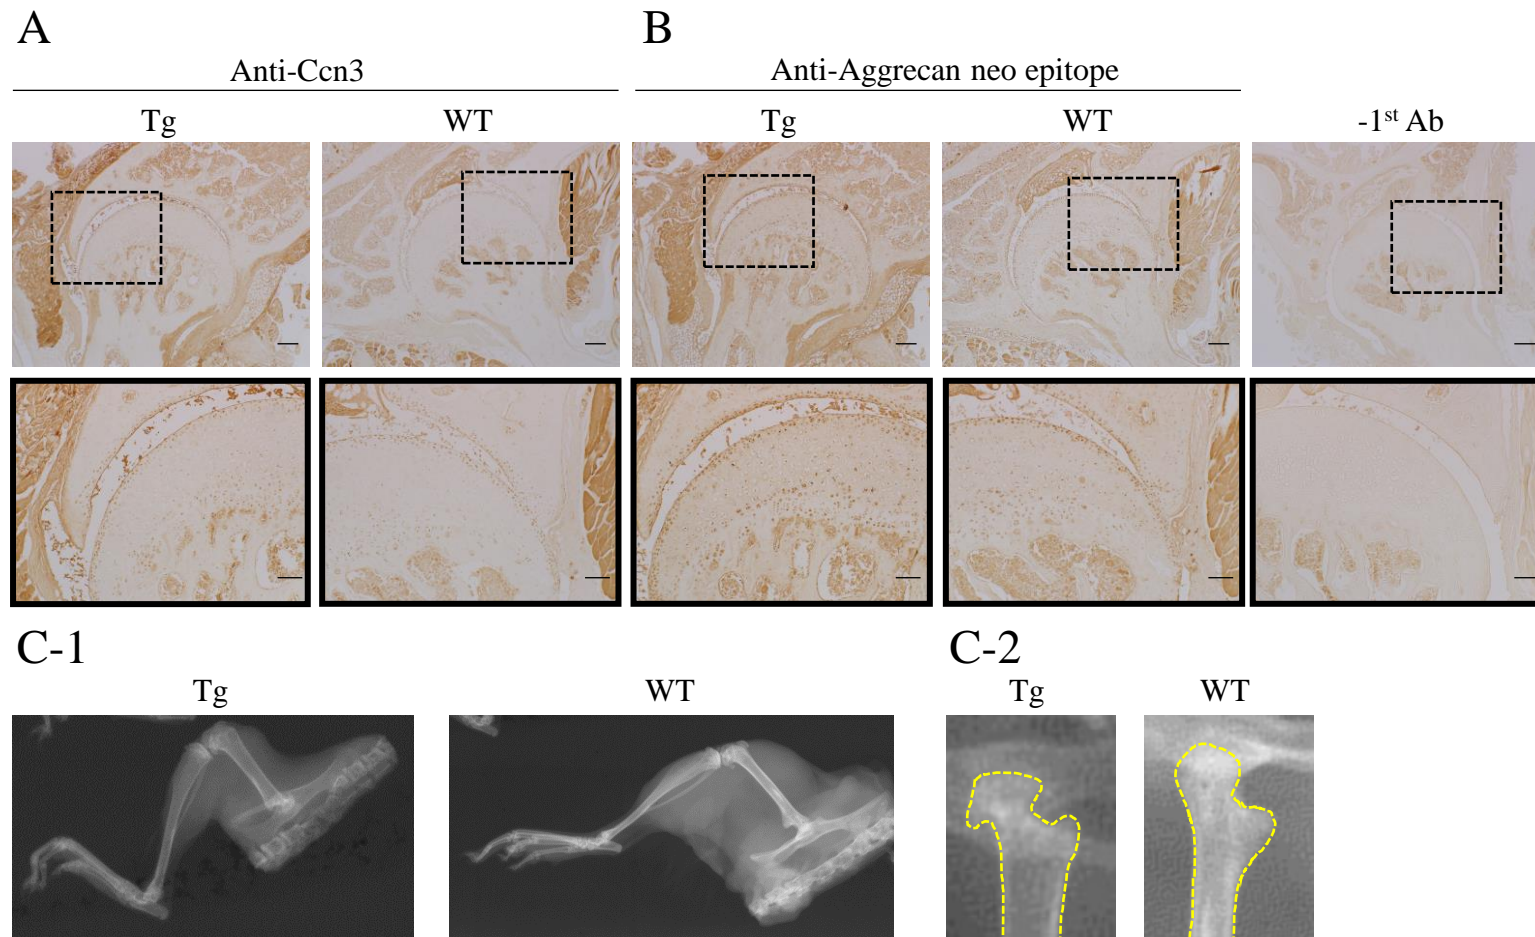 A
B
Anti-Ccn3
Anti-Aggrecan neo epitope
Tg
WT
Tg
WT
-1st Ab
C-1
C-2
Tg
WT
Tg
WT